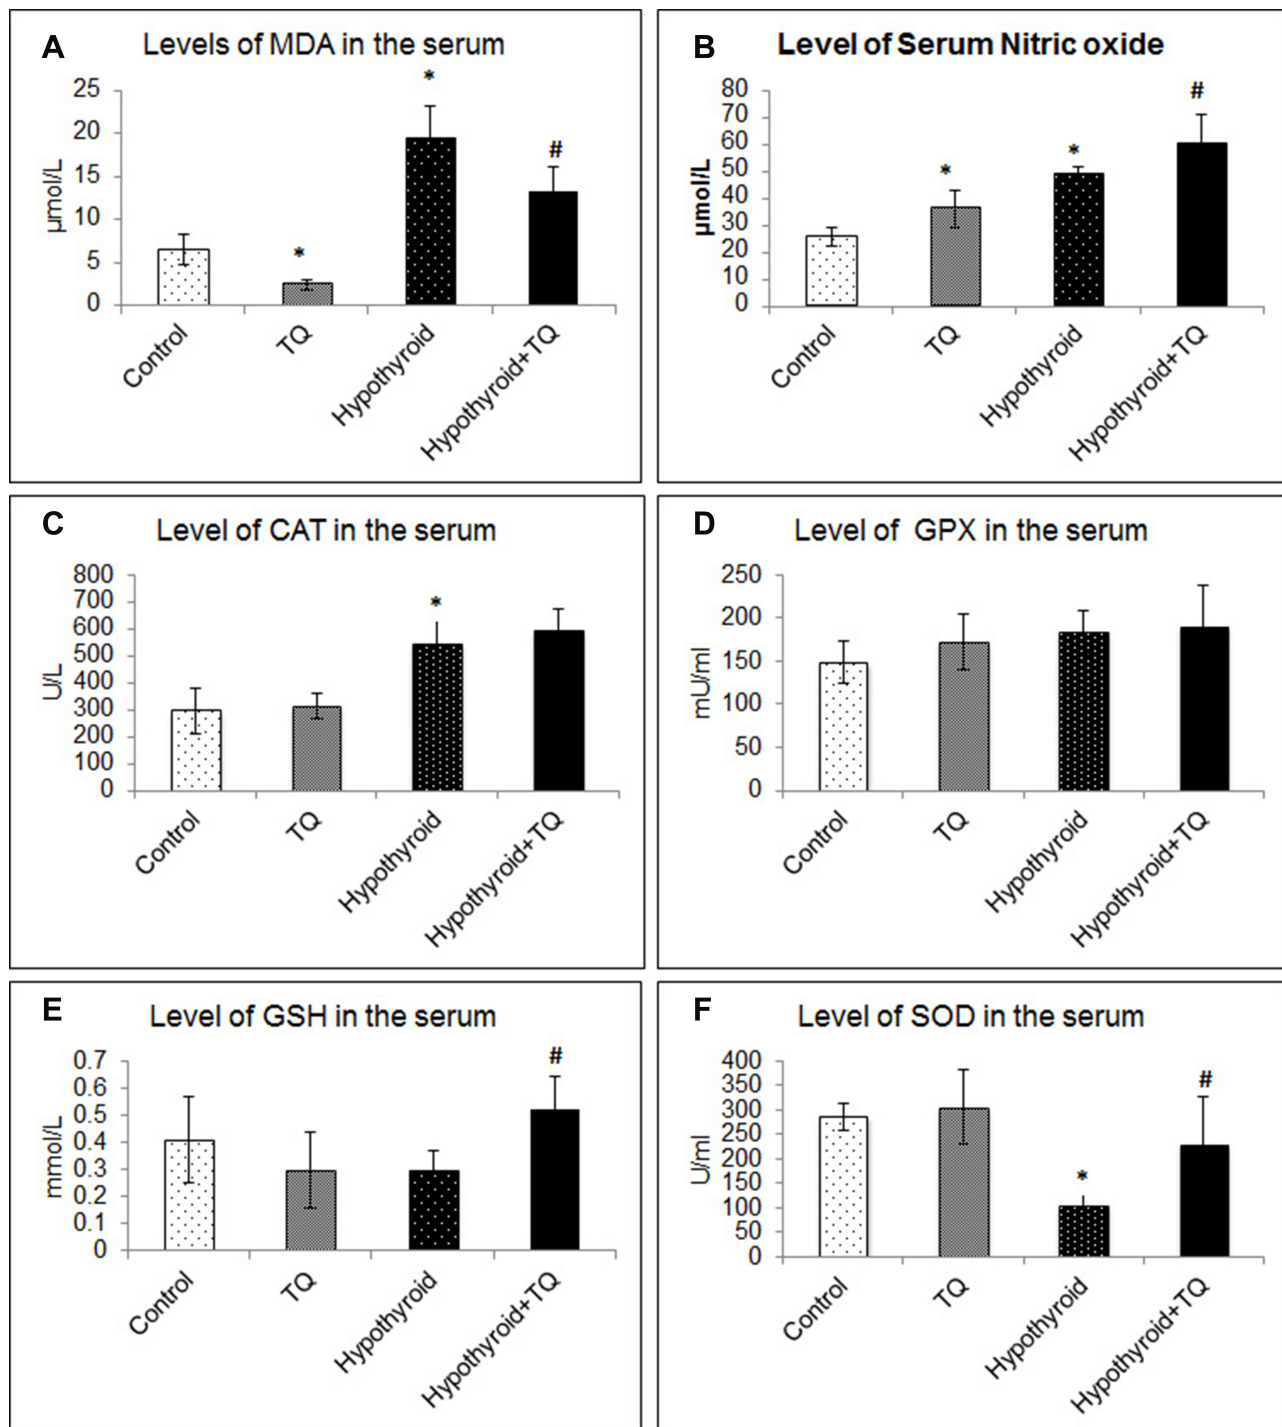 A
Levels of MDA in the serum
*
25
20
#
15
µmol/L
10
*
5
0
Control
TQ
Hypothyroid
Hypothyroid+TQ
B
Level of Serum Nitric oxide
80
#
70
60
*
50
*
µmol/L
40
30
20
10
0
Control
TQ
Hypothyroid
Hypothyroid+TQ
C
Level of CAT in the serum
800
700
*
600
500
U/L
400
300
200
100
0
Control
TQ
Hypothyroid
Hypothyroid+TQ
D
Level of GPX in the serum
250
200
150
mU/ml
100
50
0
Control
TQ
Hypothyroid
Hypothyroid+TQ
E
Level of GSH in the serum
#
0.7
0.6
0.5
mmol/L
0.4
0.3
0.2
0.1
0
Control
TQ
Hypothyroid
Hypothyroid+TQ
F
Level of SOD in the serum
400
#
350
300
250
U/ml
200
*
150
100
50
0
Control
TQ
Hypothyroid
Hypothyroid+TQ